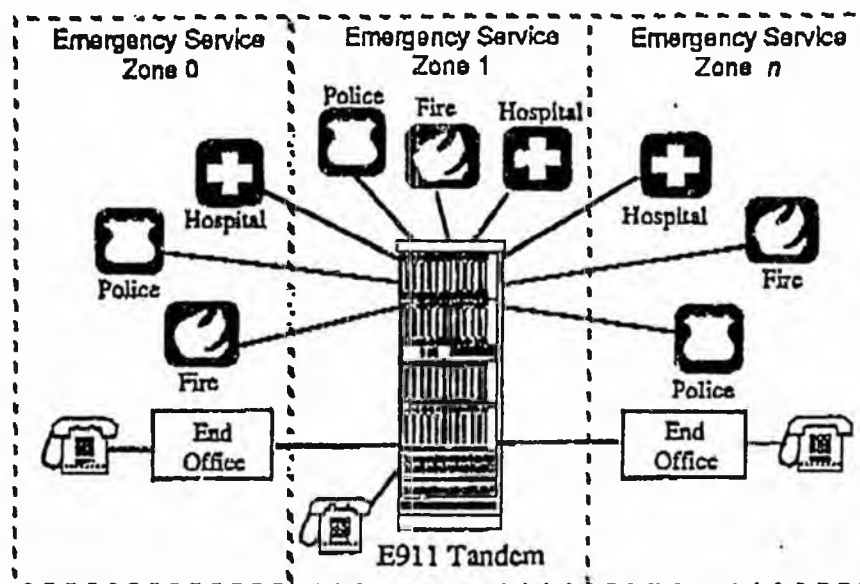 Emergency Service
Zone 0
Emergency Service
Zone 1
Emergency Service
Zone n
Police
Fire
Hospital
Hospital
Police
Fire
Hospital
Fire
Police
End
Office
End
Office
E911 Tandem